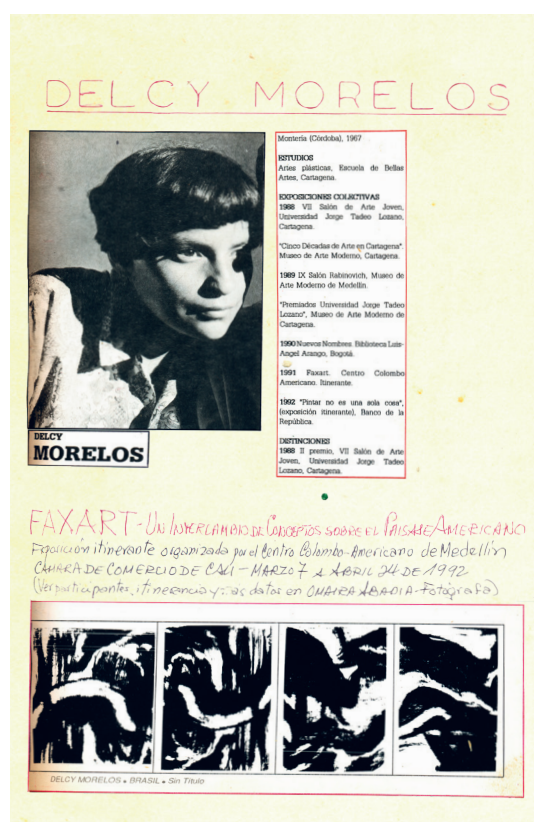 DELCY MORELOS
Montería (Córdoba), 1967
ESTUDIOS
Artes plásticas, Escuela de Bellas
Artes, Cartagena.
EXPOSICIONES COLECTIVAS
1988 VII Salón de Arte Joven,
Universidad Jorge Tadeo Lozano,
Cartagena.
"Cinco Décadas de Arte en Cartagena".
Museo de Arte Moderno, Cartagena.
1989 IX Salón Rabinovich, Museo de
Arte Moderno de Medellín.
"Premiados Universidad Jorge Tadeo
Lozano", Museo de Arte Moderno de
Cartagena.
1990 Nuevos Nombres. Biblioteca Luis-
Angel Arango, Bogotá.
1991 Faxart. Centro Colombo
Americano. Itinerante.
1992 "Pintar no es una sola cosa",
(exposición itinerante), Banco de la
República.
DISTINCIONES
1988 II premio, VII Salón de Arte
Joven, Universidad Jorge Tadeo
Lozano, Cartagena.
DELCY
MORELOS
FAXART - UN INTERCAMBIO DE CONCEPTOS SOBRE EL PAISAJE AMERICANO
Exposición itinerante organizada por el Centro Colombo-Americano de Medellín
CAMARA DE COMERCIO DE CALI - MARZO 7 A ABRIL 24 DE 1992
(Ver participantes, itinerancia y datos en OMAIRA ABADIA - Fotógrafa)
DELCY MORELOS • BRASIL • Sin Título